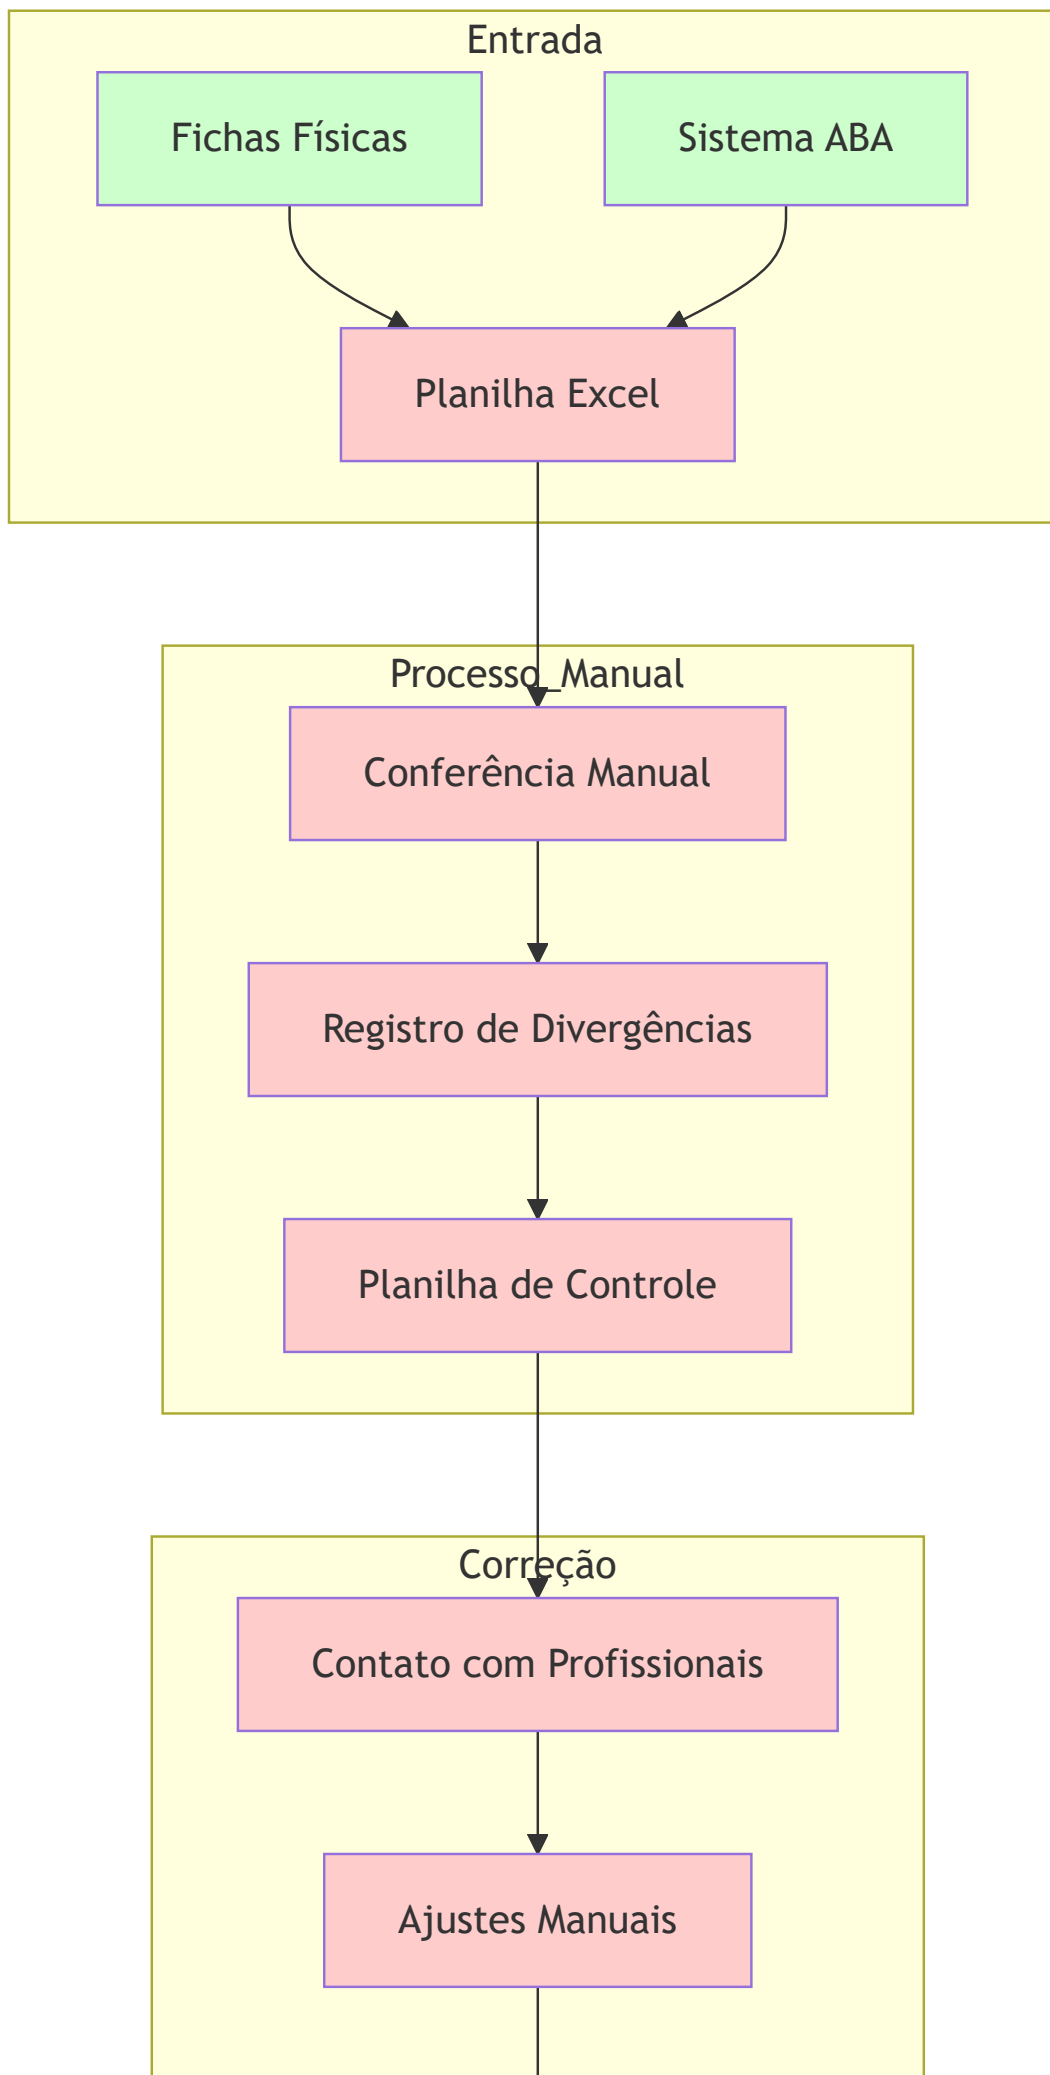 Entrada
Fichas Físicas
Sistema ABA
Planilha Excel
Processo_Manual
Conferência Manual
Registro de Divergências
Planilha de Controle
Correção
Contato com Profissionais
Ajustes Manuais